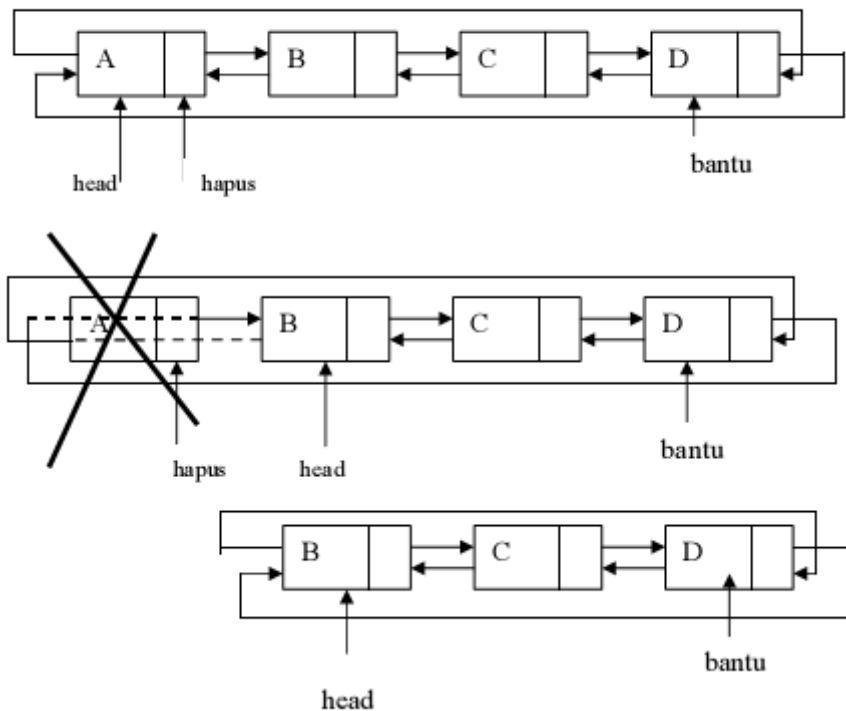 A B C D
head hapus bantu
A B C D
hapus head bantu
B C D
bantu
head